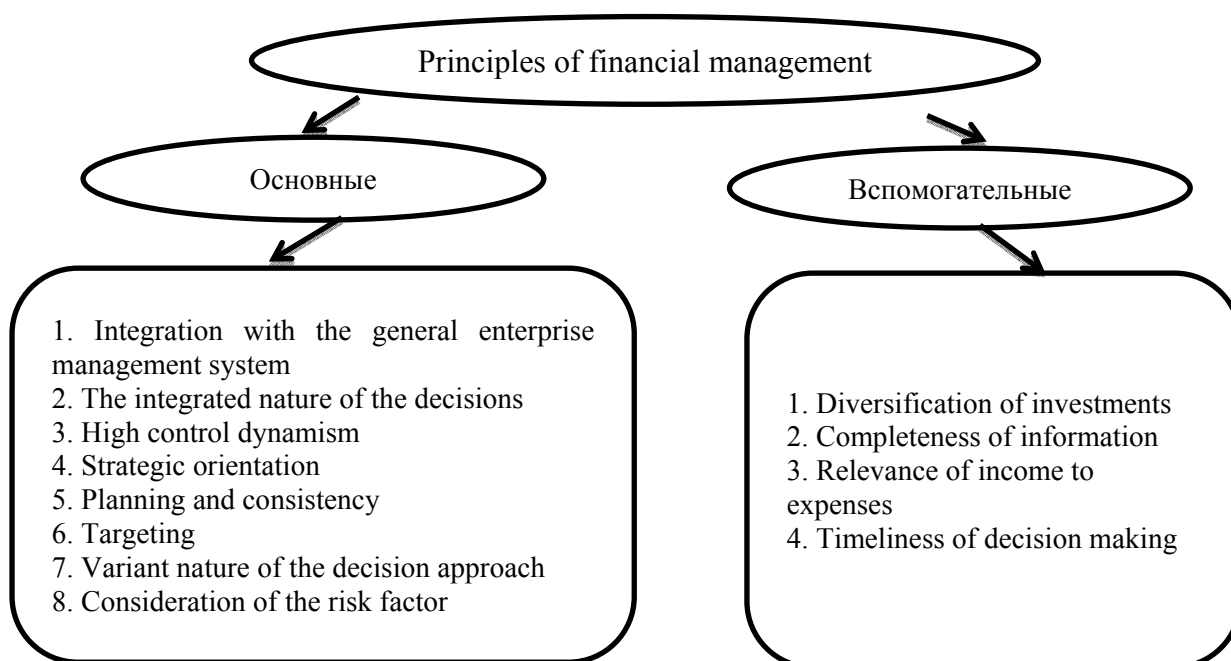 Principles of financial management
Основные
Вспомогательные
1. Integration with the general enterprise
management system
2. The integrated nature of the decisions
3. High control dynamism
4. Strategic orientation
5. Planning and consistency
6. Targeting
7. Variant nature of the decision approach
8. Consideration of the risk factor
1. Diversification of investments
2. Completeness of information
3. Relevance of income to
expenses
4. Timeliness of decision making